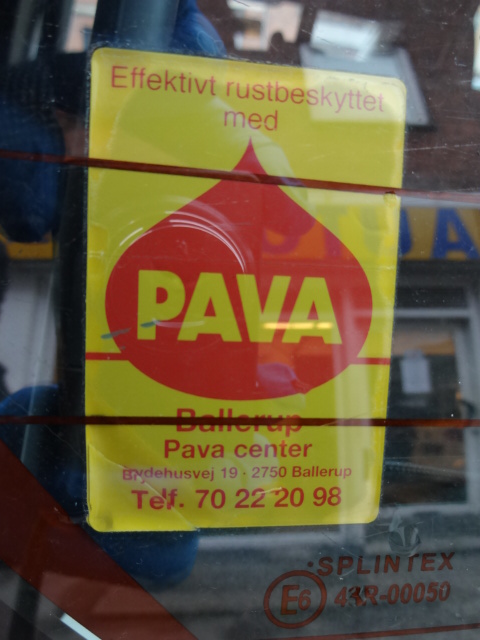 Effektivt rustbeskyttet
med
PAVA
Ballerup
Pava center
Bydehusvej 19 · 2750 Ballerup
Telf. 70 22 20 98
SPLINTEX
E6 43R-00050